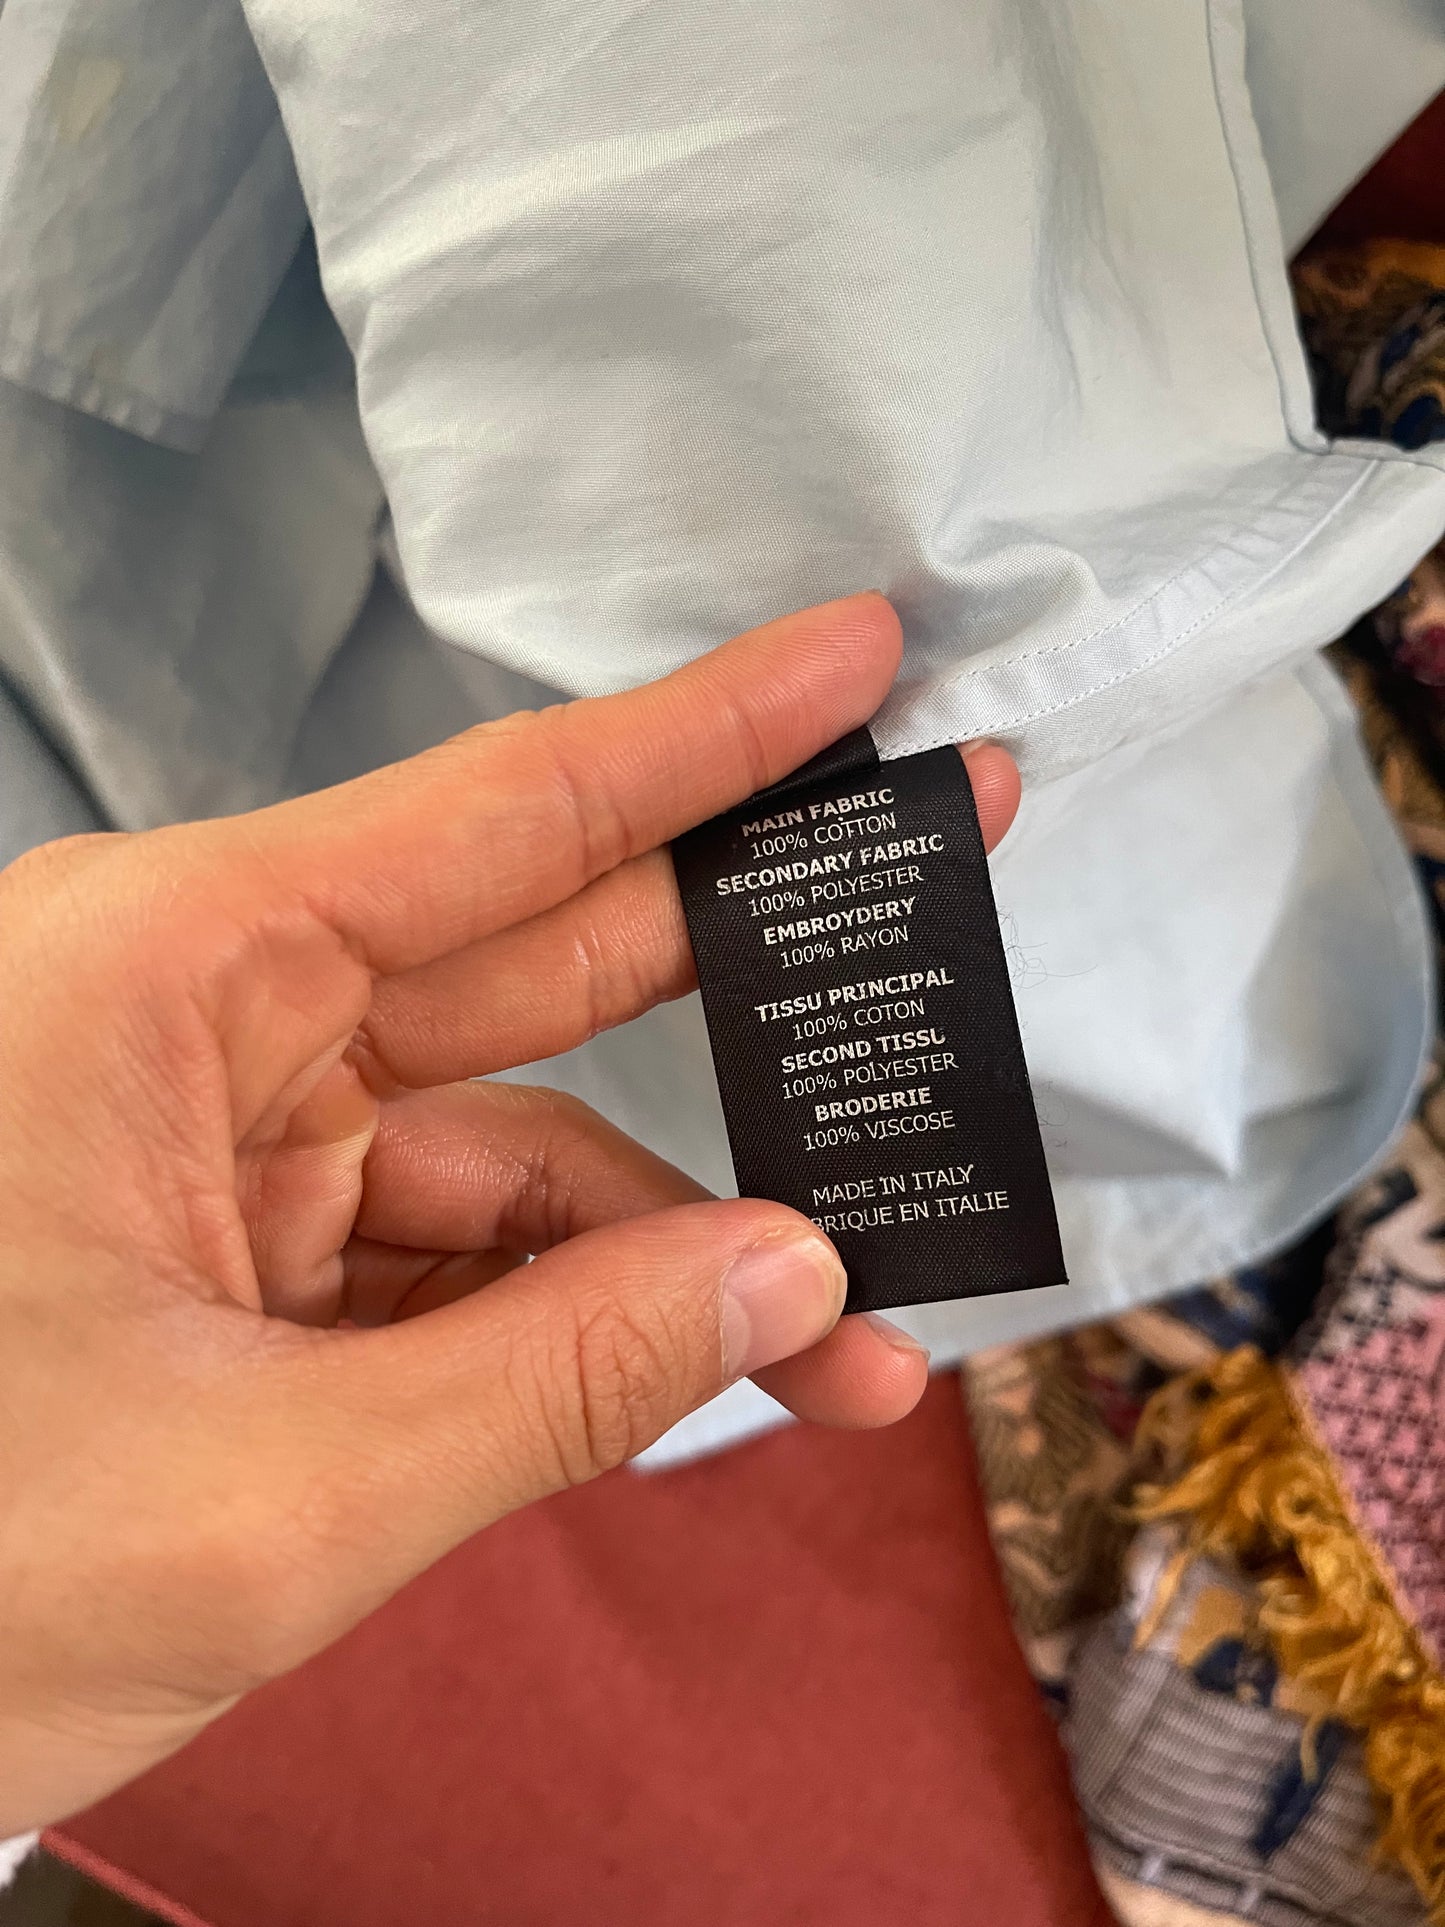 MAIN FABRIC
100% COTTON
SECONDARY FABRIC
100% POLYESTER
EMBROYDERY
100% RAYON
TISSU PRINCIPAL
100% COTON
SECOND TISSU
100% POLYESTER
BRODERIE
100% VISCOSE
MADE IN ITALY
BRIQUE EN ITALIE